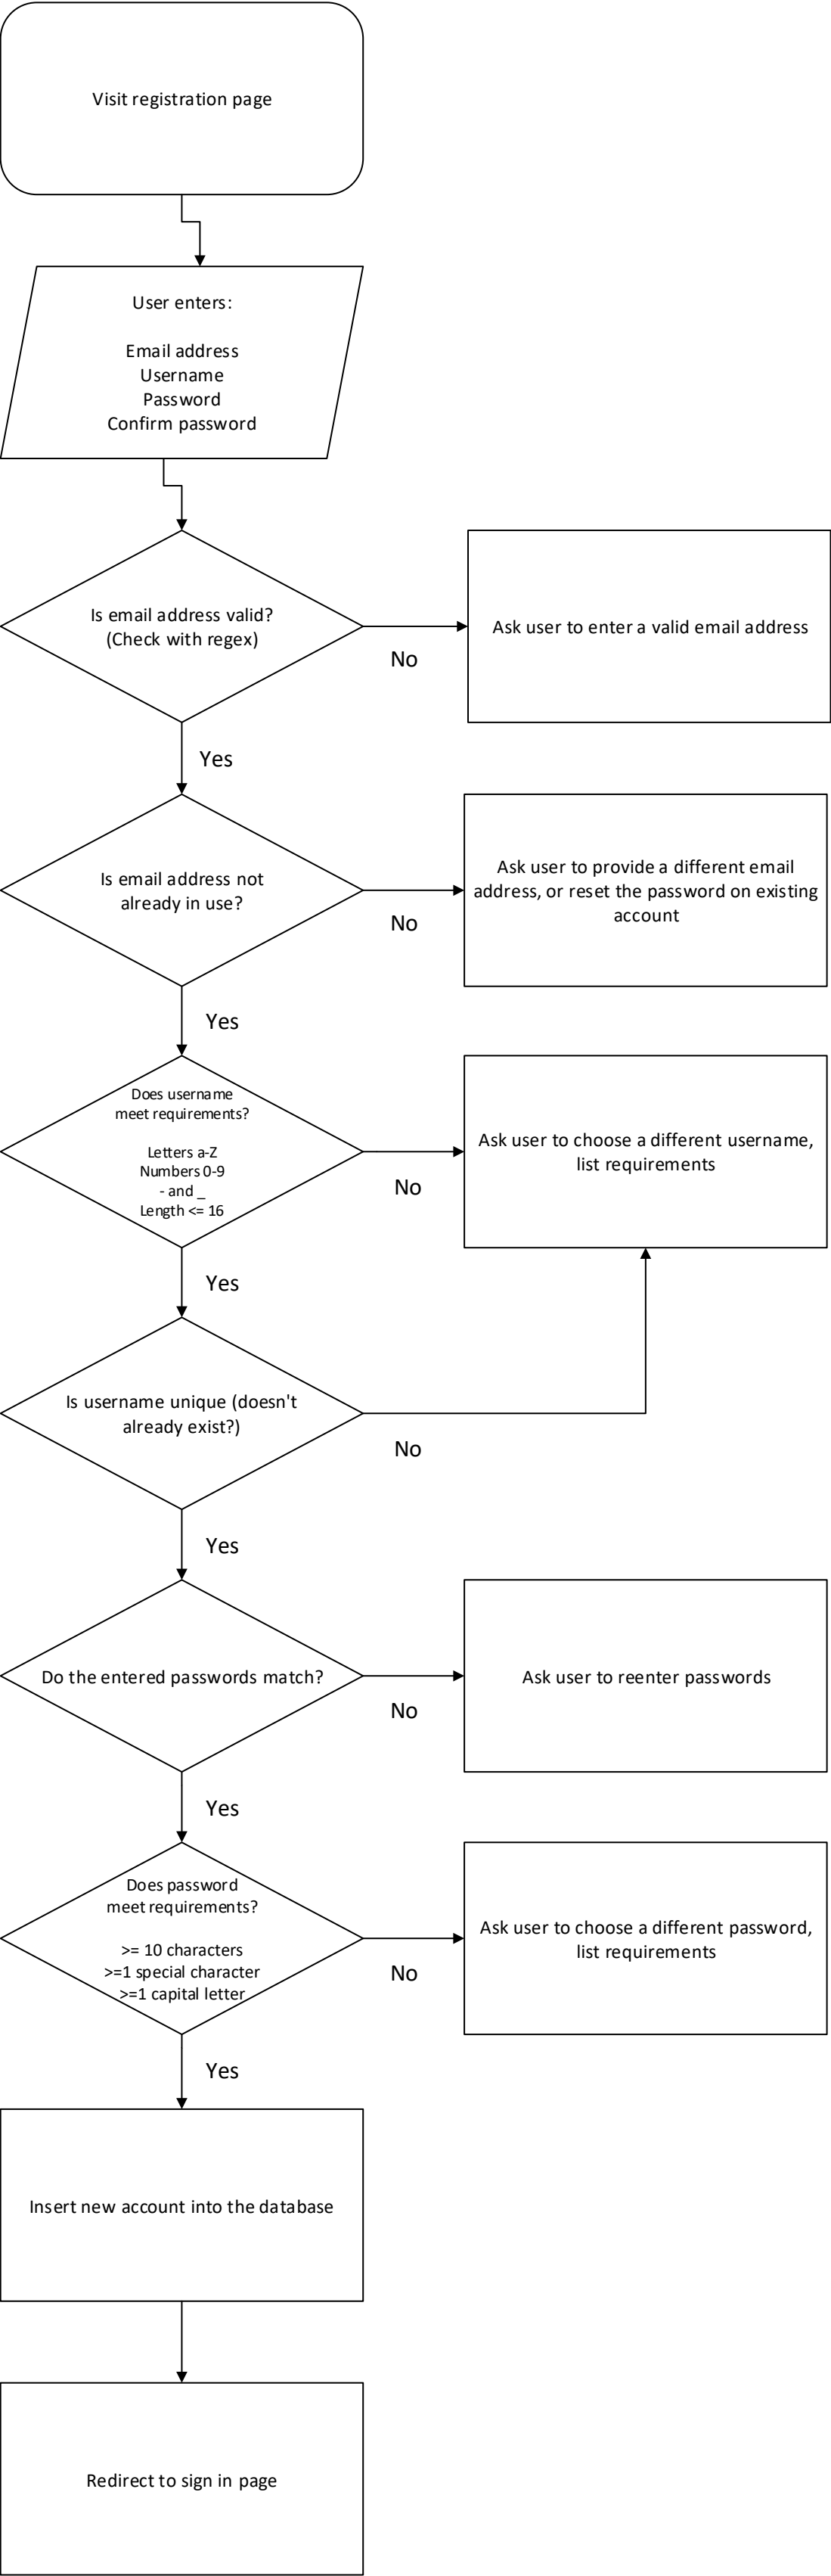 Visit registration page
User enters:
Email address
Username
Password
Confirm password
Is email address valid?
(Check with regex)
No
Ask user to enter a valid email address
Yes
Is email address not
already in use?
No
Ask user to provide a different email
address, or reset the password on existing
account
Yes
Does username
meet requirements?
Letters a-Z
Numbers 0-9
- and _
Length <= 16
No
Ask user to choose a different username,
list requirements
Yes
Is username unique (doesn't
already exist?)
No
Yes
Do the entered passwords match?
No
Ask user to reenter passwords
Yes
Does password
meet requirements?
>= 10 characters
>=1 special character
>=1 capital letter
No
Ask user to choose a different password,
list requirements
Yes
Insert new account into the database
Redirect to sign in page